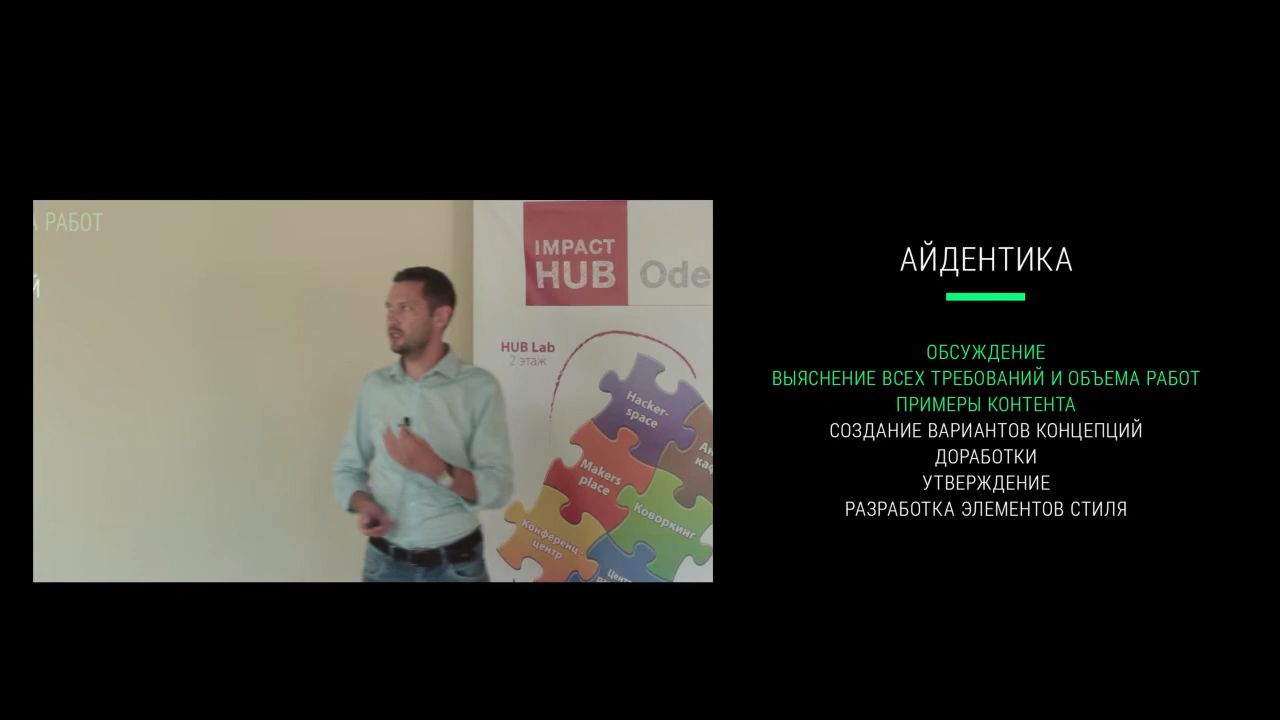 А РАБОТ
Й
IMPACT
HUB
Ode
HUB Lab
2 этаж
Hacker-
space
Makers
place
Коворкинг
Конференц-
центр
АЙДЕНТИКА
ОБСУЖДЕНИЕ
ВЫЯСНЕНИЕ ВСЕХ ТРЕБОВАНИЙ И ОБЪЕМА РАБОТ
ПРИМЕРЫ КОНТЕНТА
СОЗДАНИЕ ВАРИАНТОВ КОНЦЕПЦИЙ
ДОРАБОТКИ
УТВЕРЖДЕНИЕ
РАЗРАБОТКА ЭЛЕМЕНТОВ СТИЛЯ